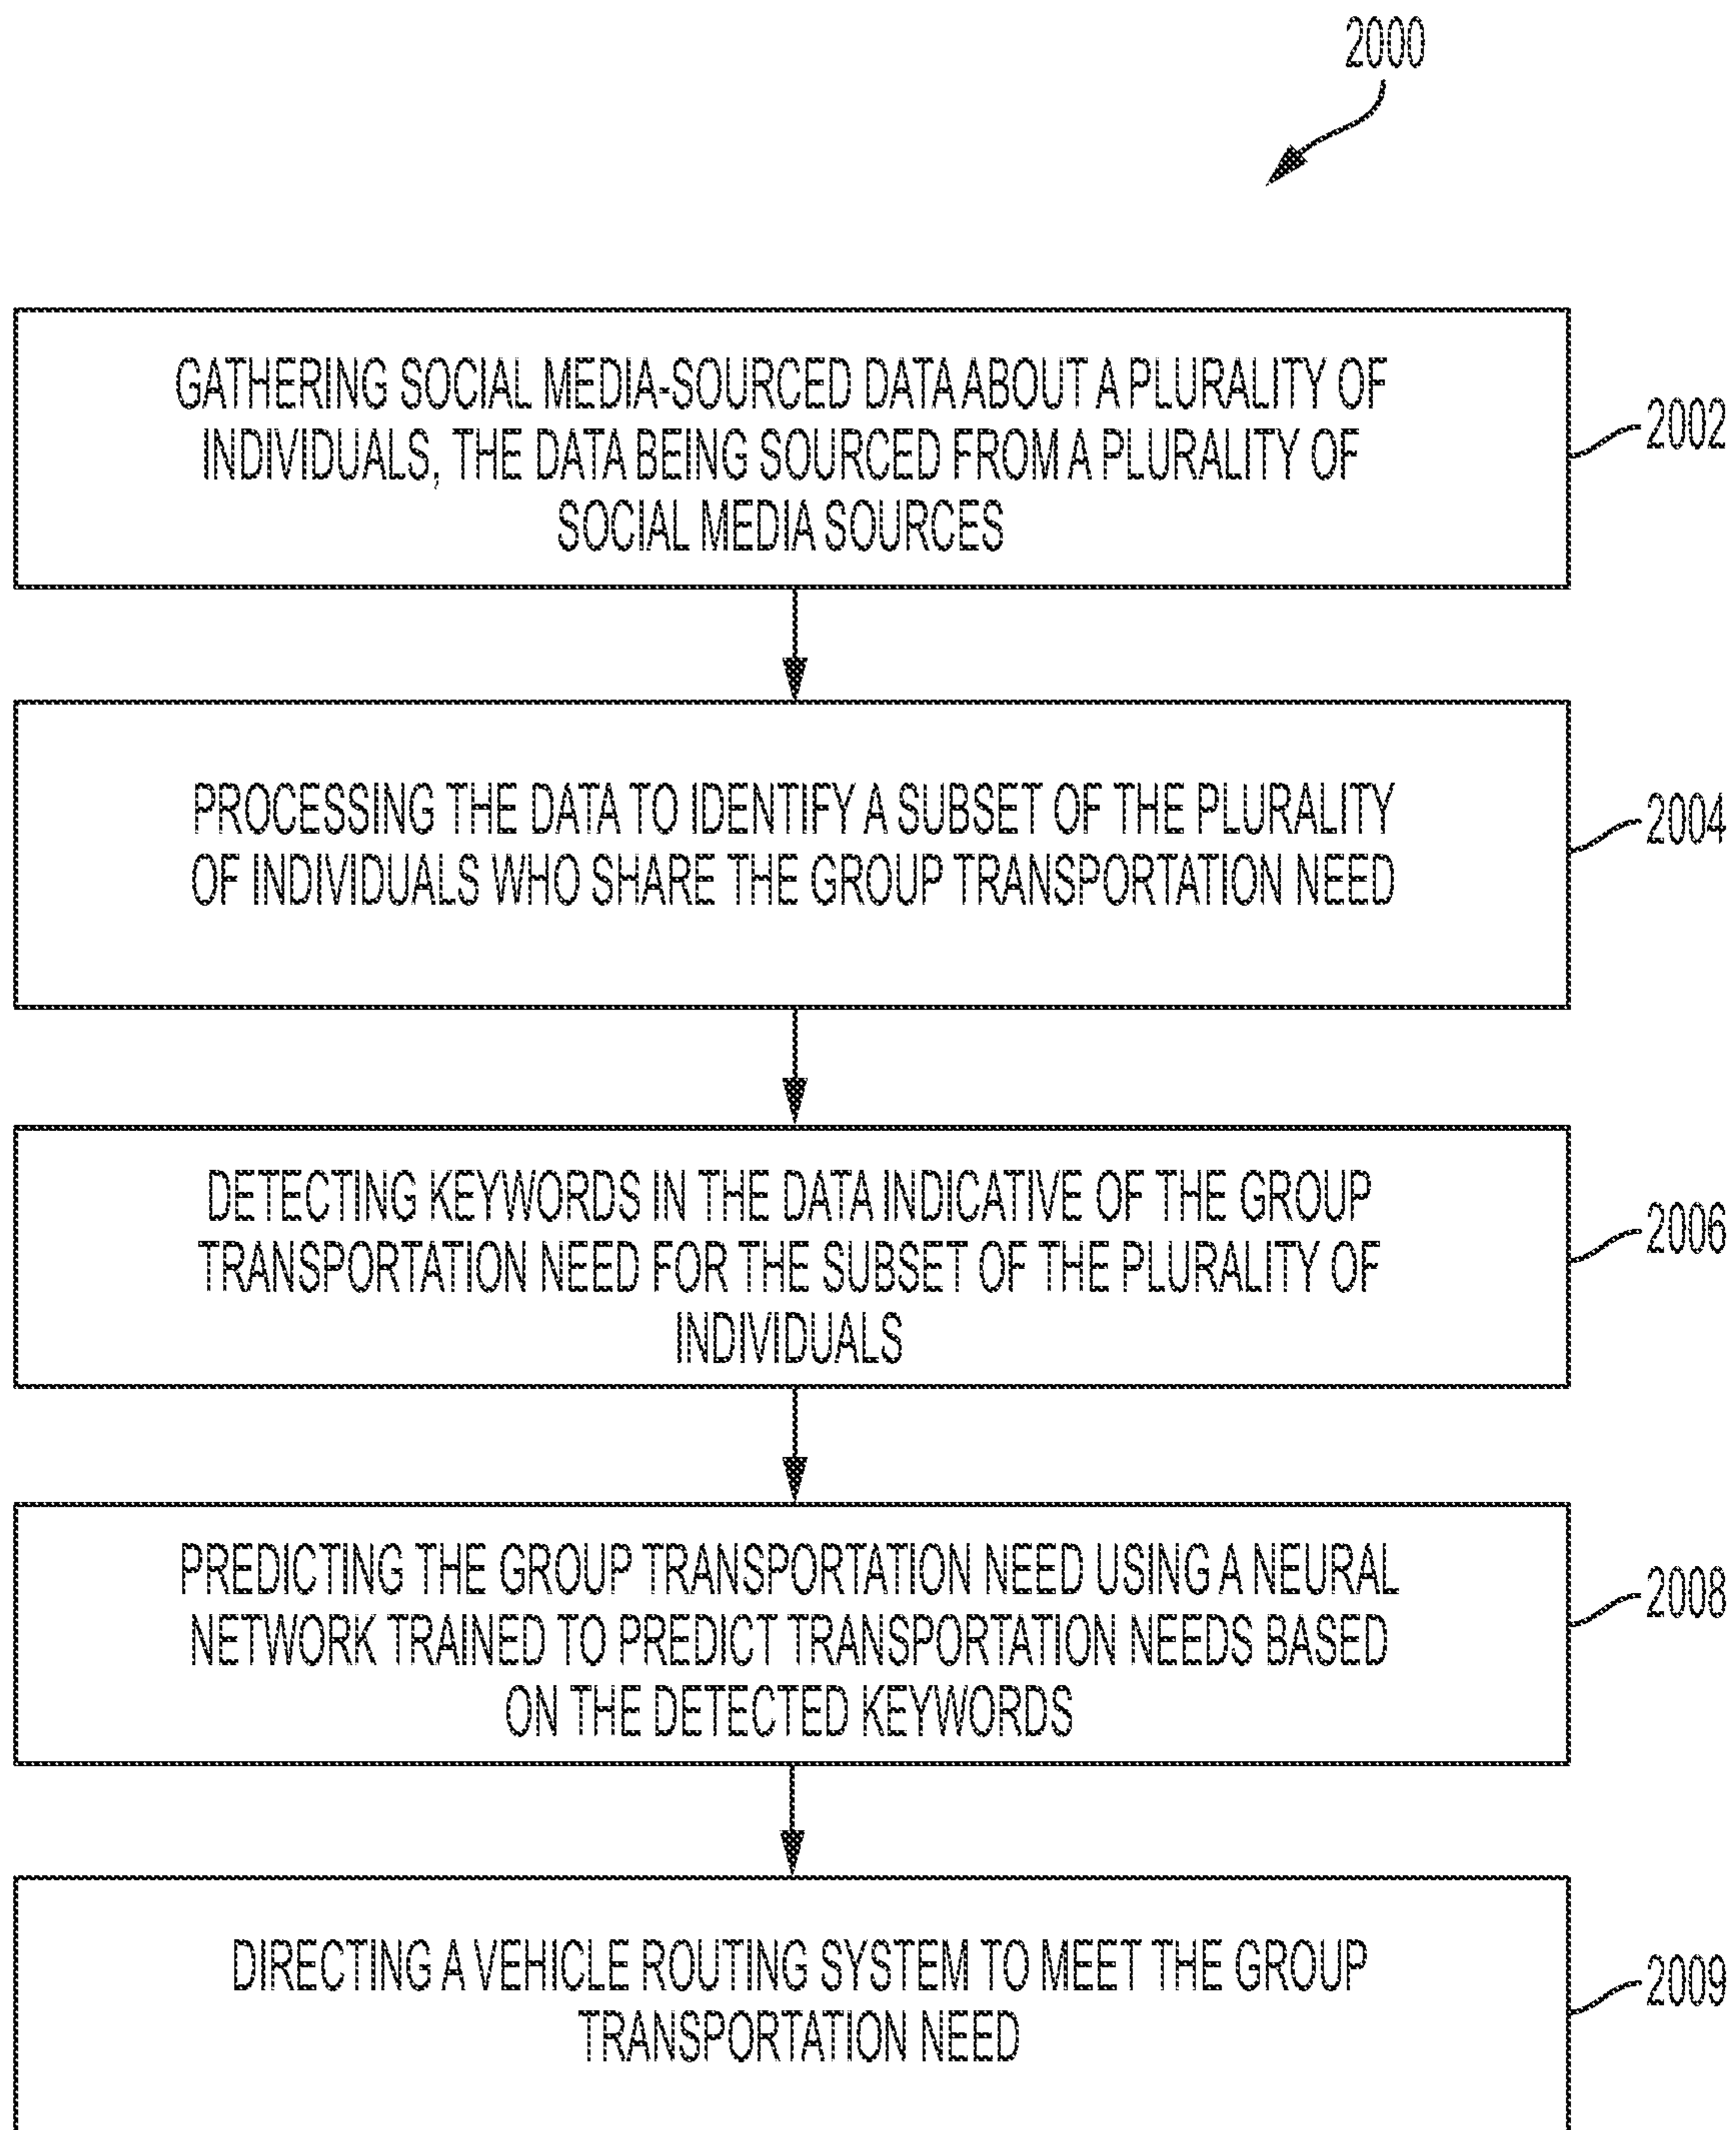 2000
GATHERING SOCIAL MEDIA-SOURCED DATA ABOUT A PLURALITY OF
INDIVIDUALS, THE DATA BEING SOURCED FROM A PLURALITY OF
SOCIAL MEDIA SOURCES
2002
PROCESSING THE DATA TO IDENTIFY A SUBSET OF THE PLURALITY
OF INDIVIDUALS WHO SHARE THE GROUP TRANSPORTATION NEED
2004
DETECTING KEYWORDS IN THE DATA INDICATIVE OF THE GROUP
TRANSPORTATION NEED FOR THE SUBSET OF THE PLURALITY OF
INDIVIDUALS
2006
PREDICTING THE GROUP TRANSPORTATION NEED USING A NEURAL
NETWORK TRAINED TO PREDICT TRANSPORTATION NEEDS BASED
ON THE DETECTED KEYWORDS
2008
DIRECTING A VEHICLE ROUTING SYSTEM TO MEET THE GROUP
TRANSPORTATION NEED
2009